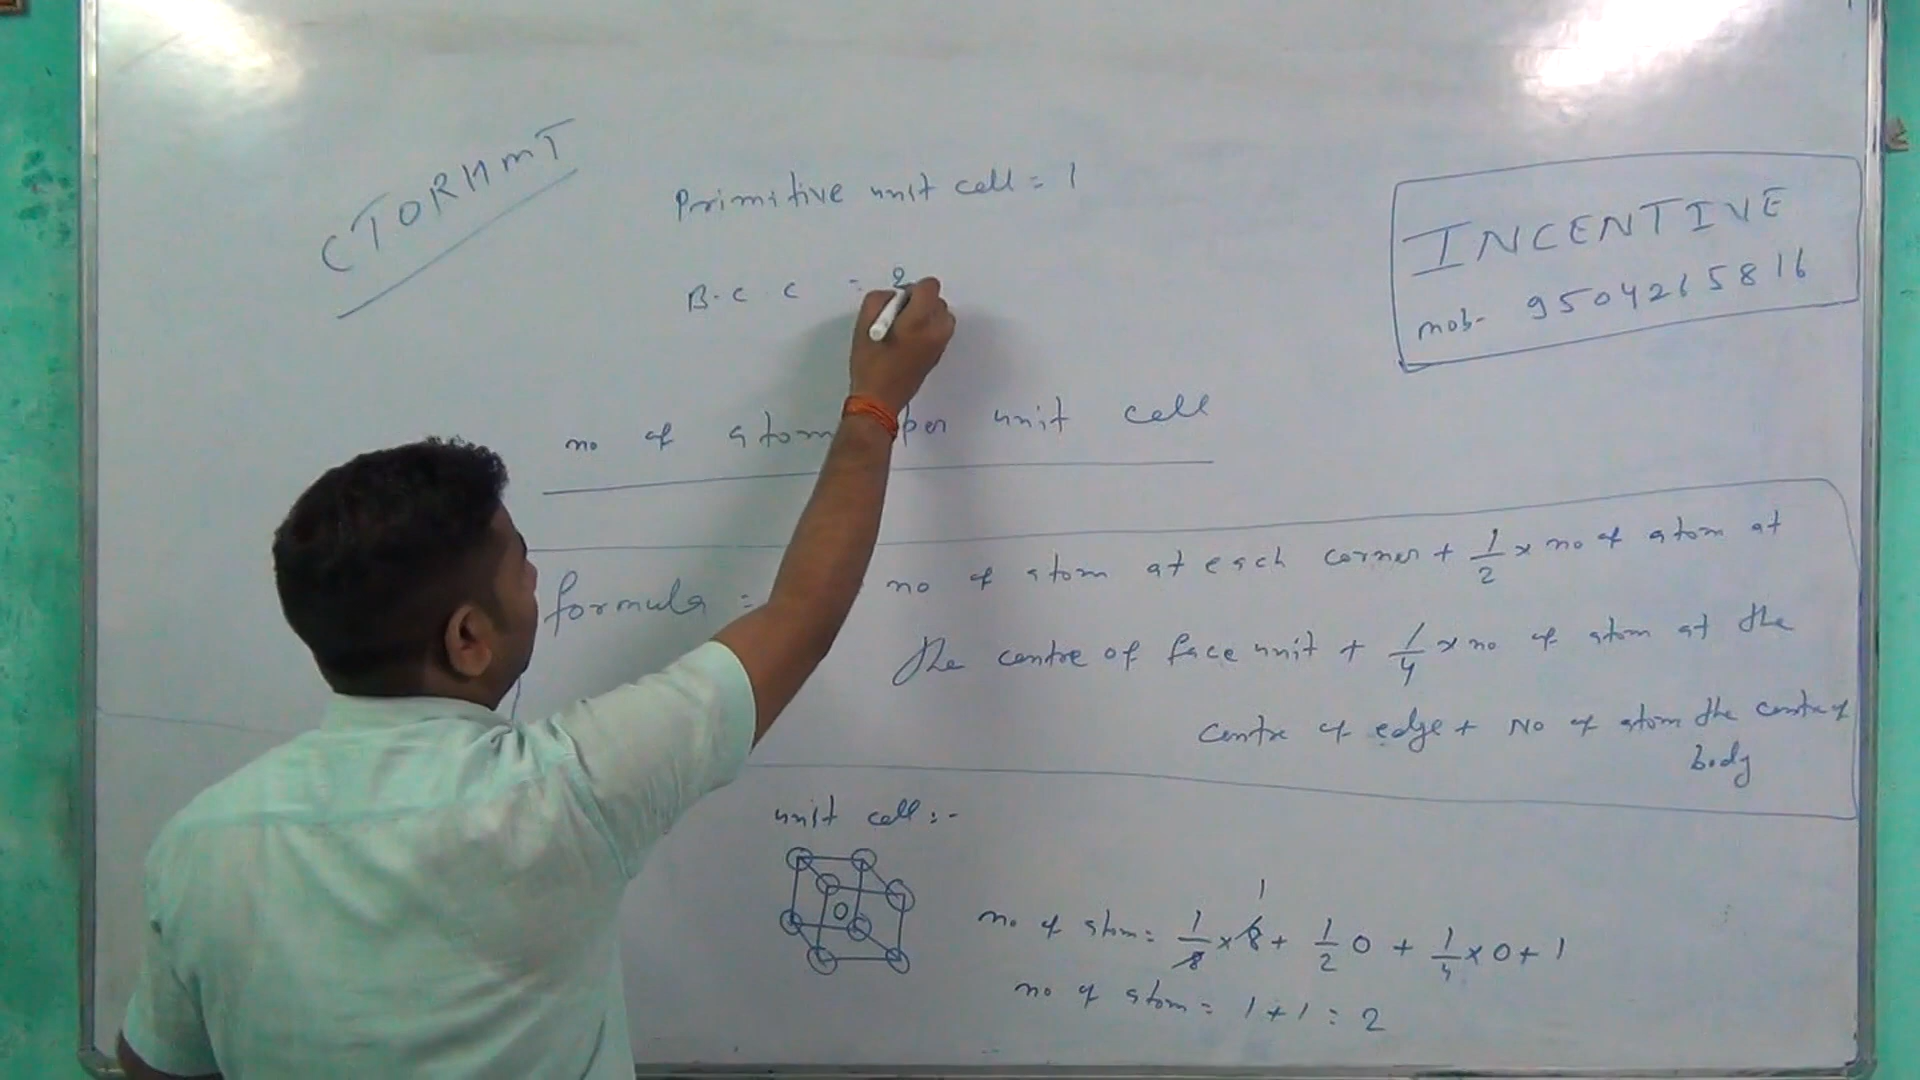 CTORHMT
Primitive unit cell = 1
B.C.C = 2
INCENTIVE
mob- 9504265816
no of atom per unit cell
formula = no of atom at each corner + 1/2 x no of atom at
the centre of face unit + 1/4 x no of atom at the
centre of edge + No of atom the centre of
body
unit cell :-
no of atom = 1/8 x 8 1 + 1/2 0 + 1/4 x 0 + 1
no of atom = 1 + 1 = 2